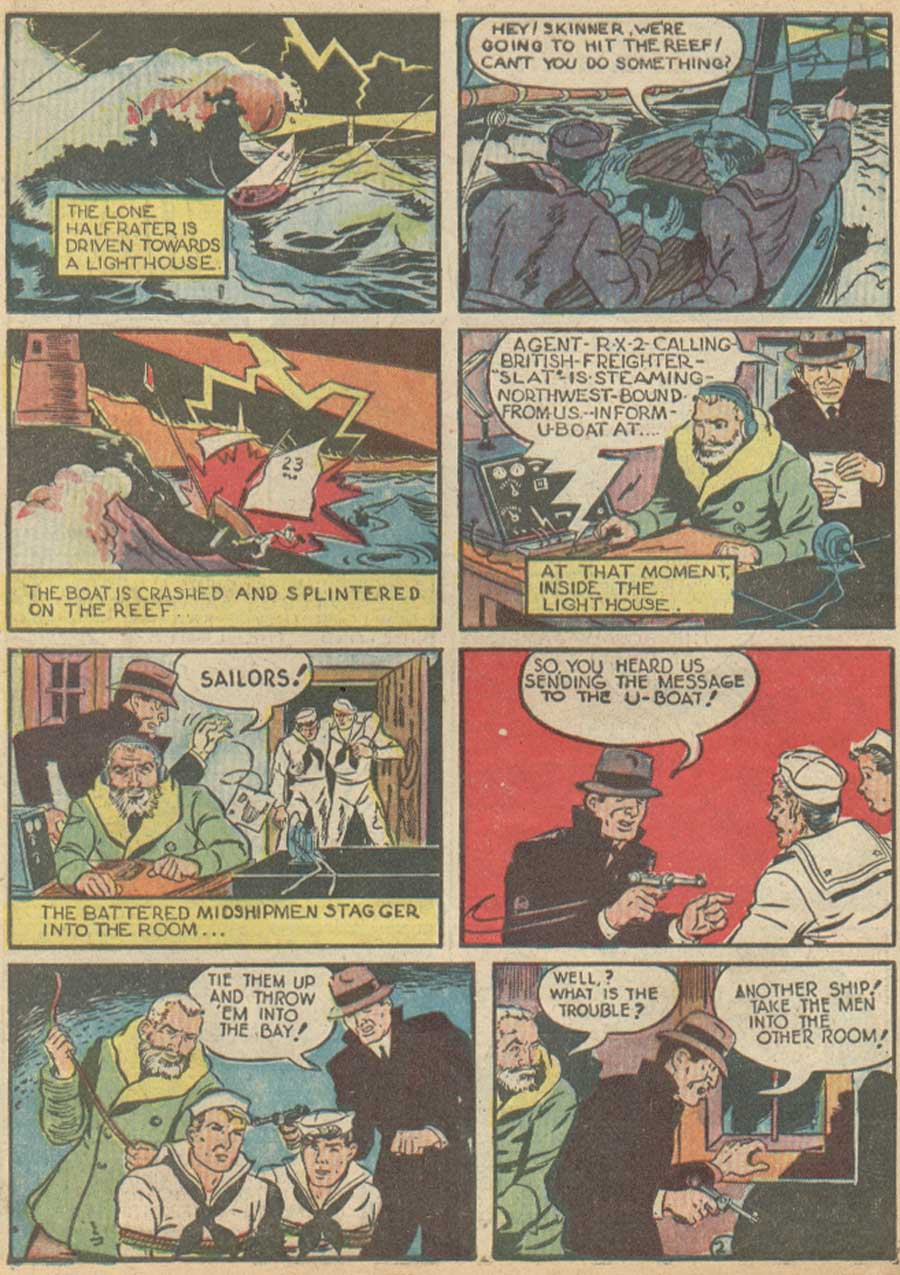 THE LONE
HALFRATER IS
DRIVEN TOWARDS
A LIGHTHOUSE.
HEY! SKINNER, WE'RE
GOING TO HIT THE REEF!
CAN'T YOU DO SOMETHING?
23
THE BOAT IS CRASHED AND SPLINTERED
ON THE REEF..
AGENT-R-X-2-CALLING-
BRITISH-FREIGHTER-
"SLAT"-IS-STEAMING-
NORTHWEST-BOUND-
FROM-US.--INFORM-
U-BOAT AT....
AT THAT MOMENT,
INSIDE THE
LIGHTHOUSE.
SAILORS!
THE BATTERED MIDSHIPMEN STAGGER
INTO THE ROOM...
SO, YOU HEARD US
SENDING THE MESSAGE
TO THE U-BOAT!
TIE THEM UP
AND THROW
'EM INTO
THE BAY!
WELL,?
WHAT IS THE
TROUBLE?
ANOTHER SHIP!
TAKE THE MEN
INTO THE
OTHER ROOM!
2